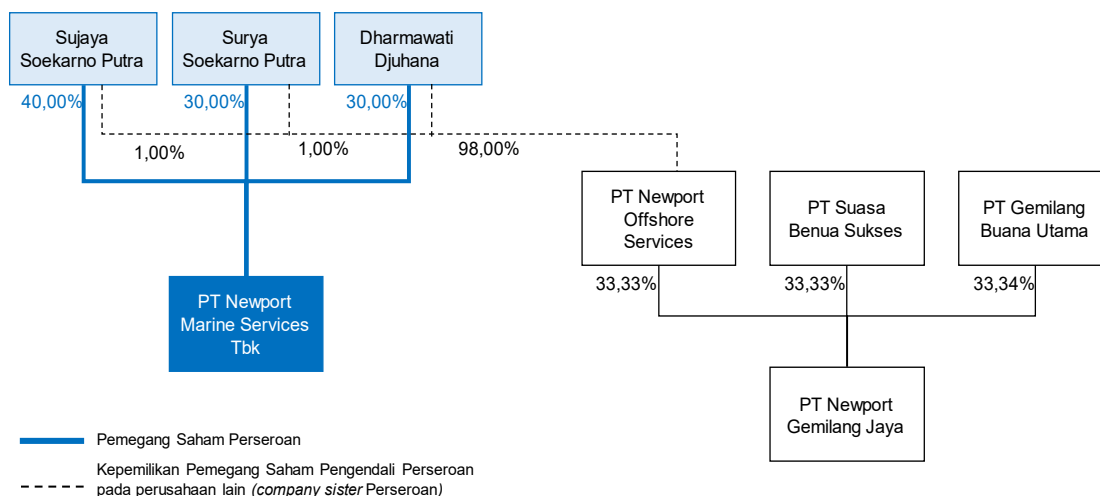 Sujaya
Soekarno Putra
Surya
Soekarno Putra
Dharmawati
Djuhana
40,00%
30,00%
30,00%
1,00%
1,00%
98,00%
PT Newport
Offshore
Services
PT Suasa
Benua Sukses
PT Gemilang
Buana Utama
33,33%
33,33%
33,34%
PT Newport
Marine Services
Tbk
PT Newport
Gemilang Jaya
Pemegang Saham Perseroan
Kepemilikan Pemegang Saham Pengendali Perseroan
pada perusahaan lain (company sister Perseroan)